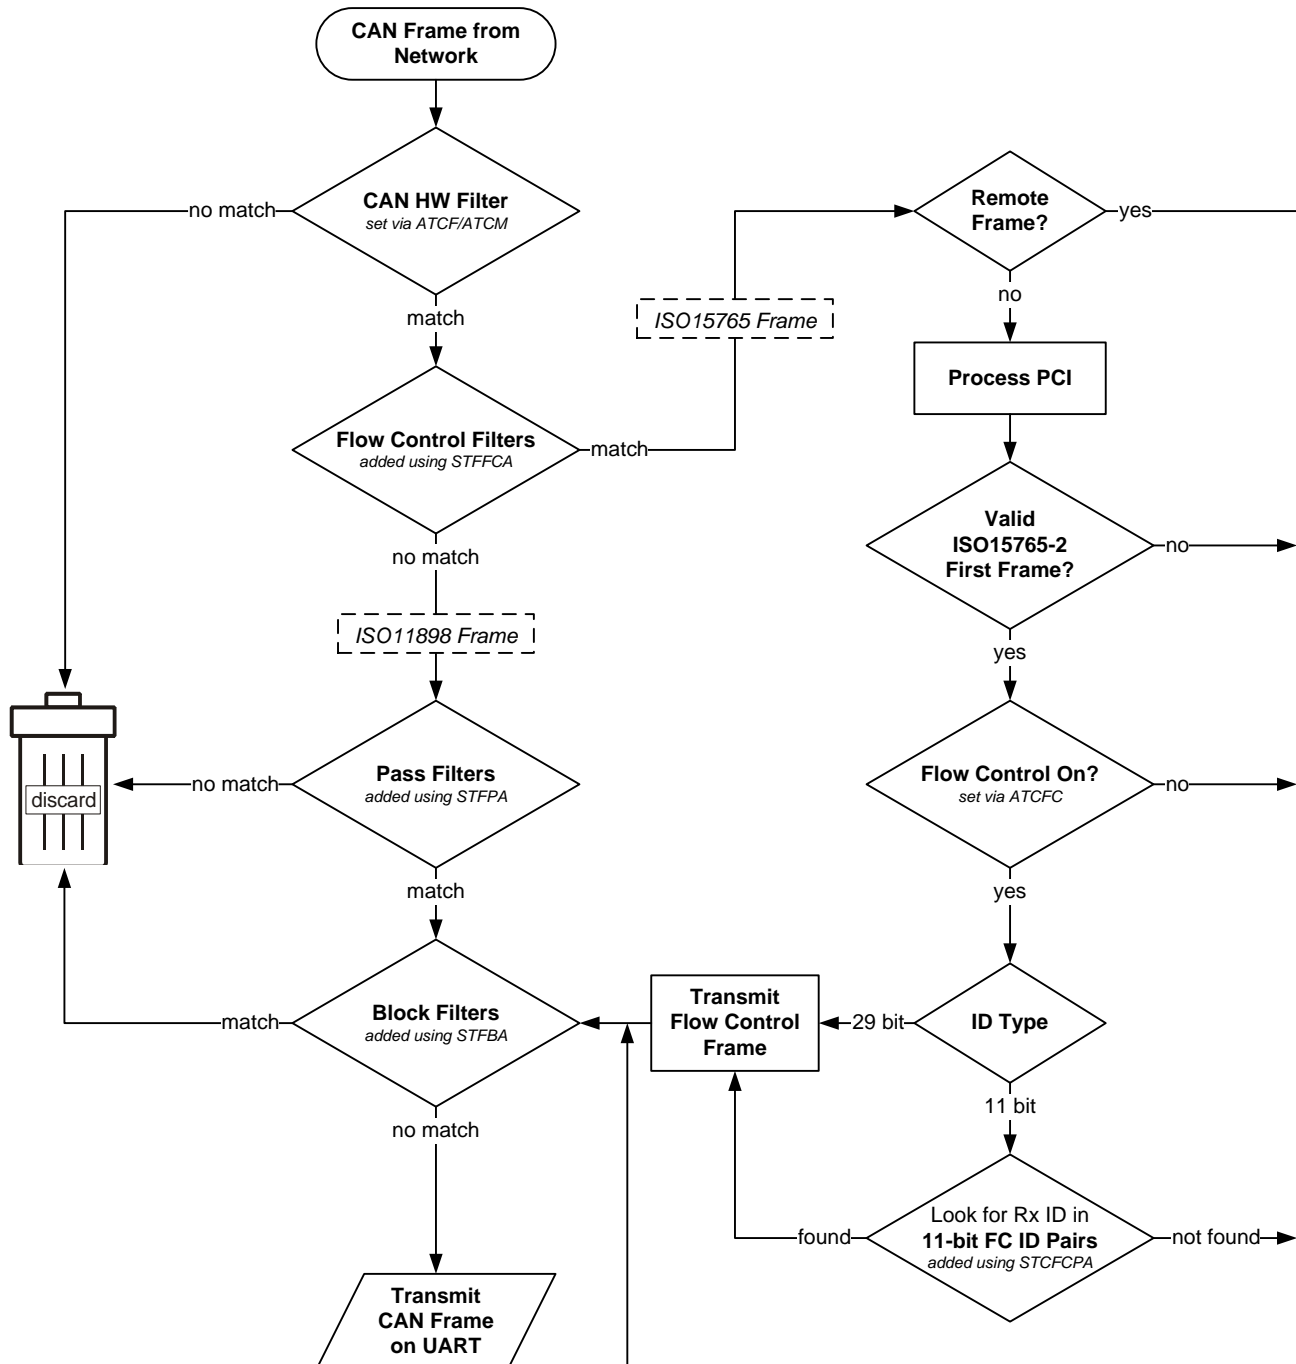 CAN Frame from
Network
CAN HW Filter
set via ATCF/ATCM
no match
match
Flow Control Filters
added using STFFCA
match
no match
ISO15765 Frame
ISO11898 Frame
Pass Filters
added using STFPA
no match
discard
match
Block Filters
added using STFBA
match
no match
Transmit
CAN Frame
on UART
Remote
Frame?
yes
no
Process PCI
Valid
ISO15765-2
First Frame?
no
yes
Flow Control On?
set via ATCFC
no
yes
ID Type
29 bit
Transmit
Flow Control
Frame
11 bit
Look for Rx ID in
11-bit FC ID Pairs
added using STCFCPA
found
not found